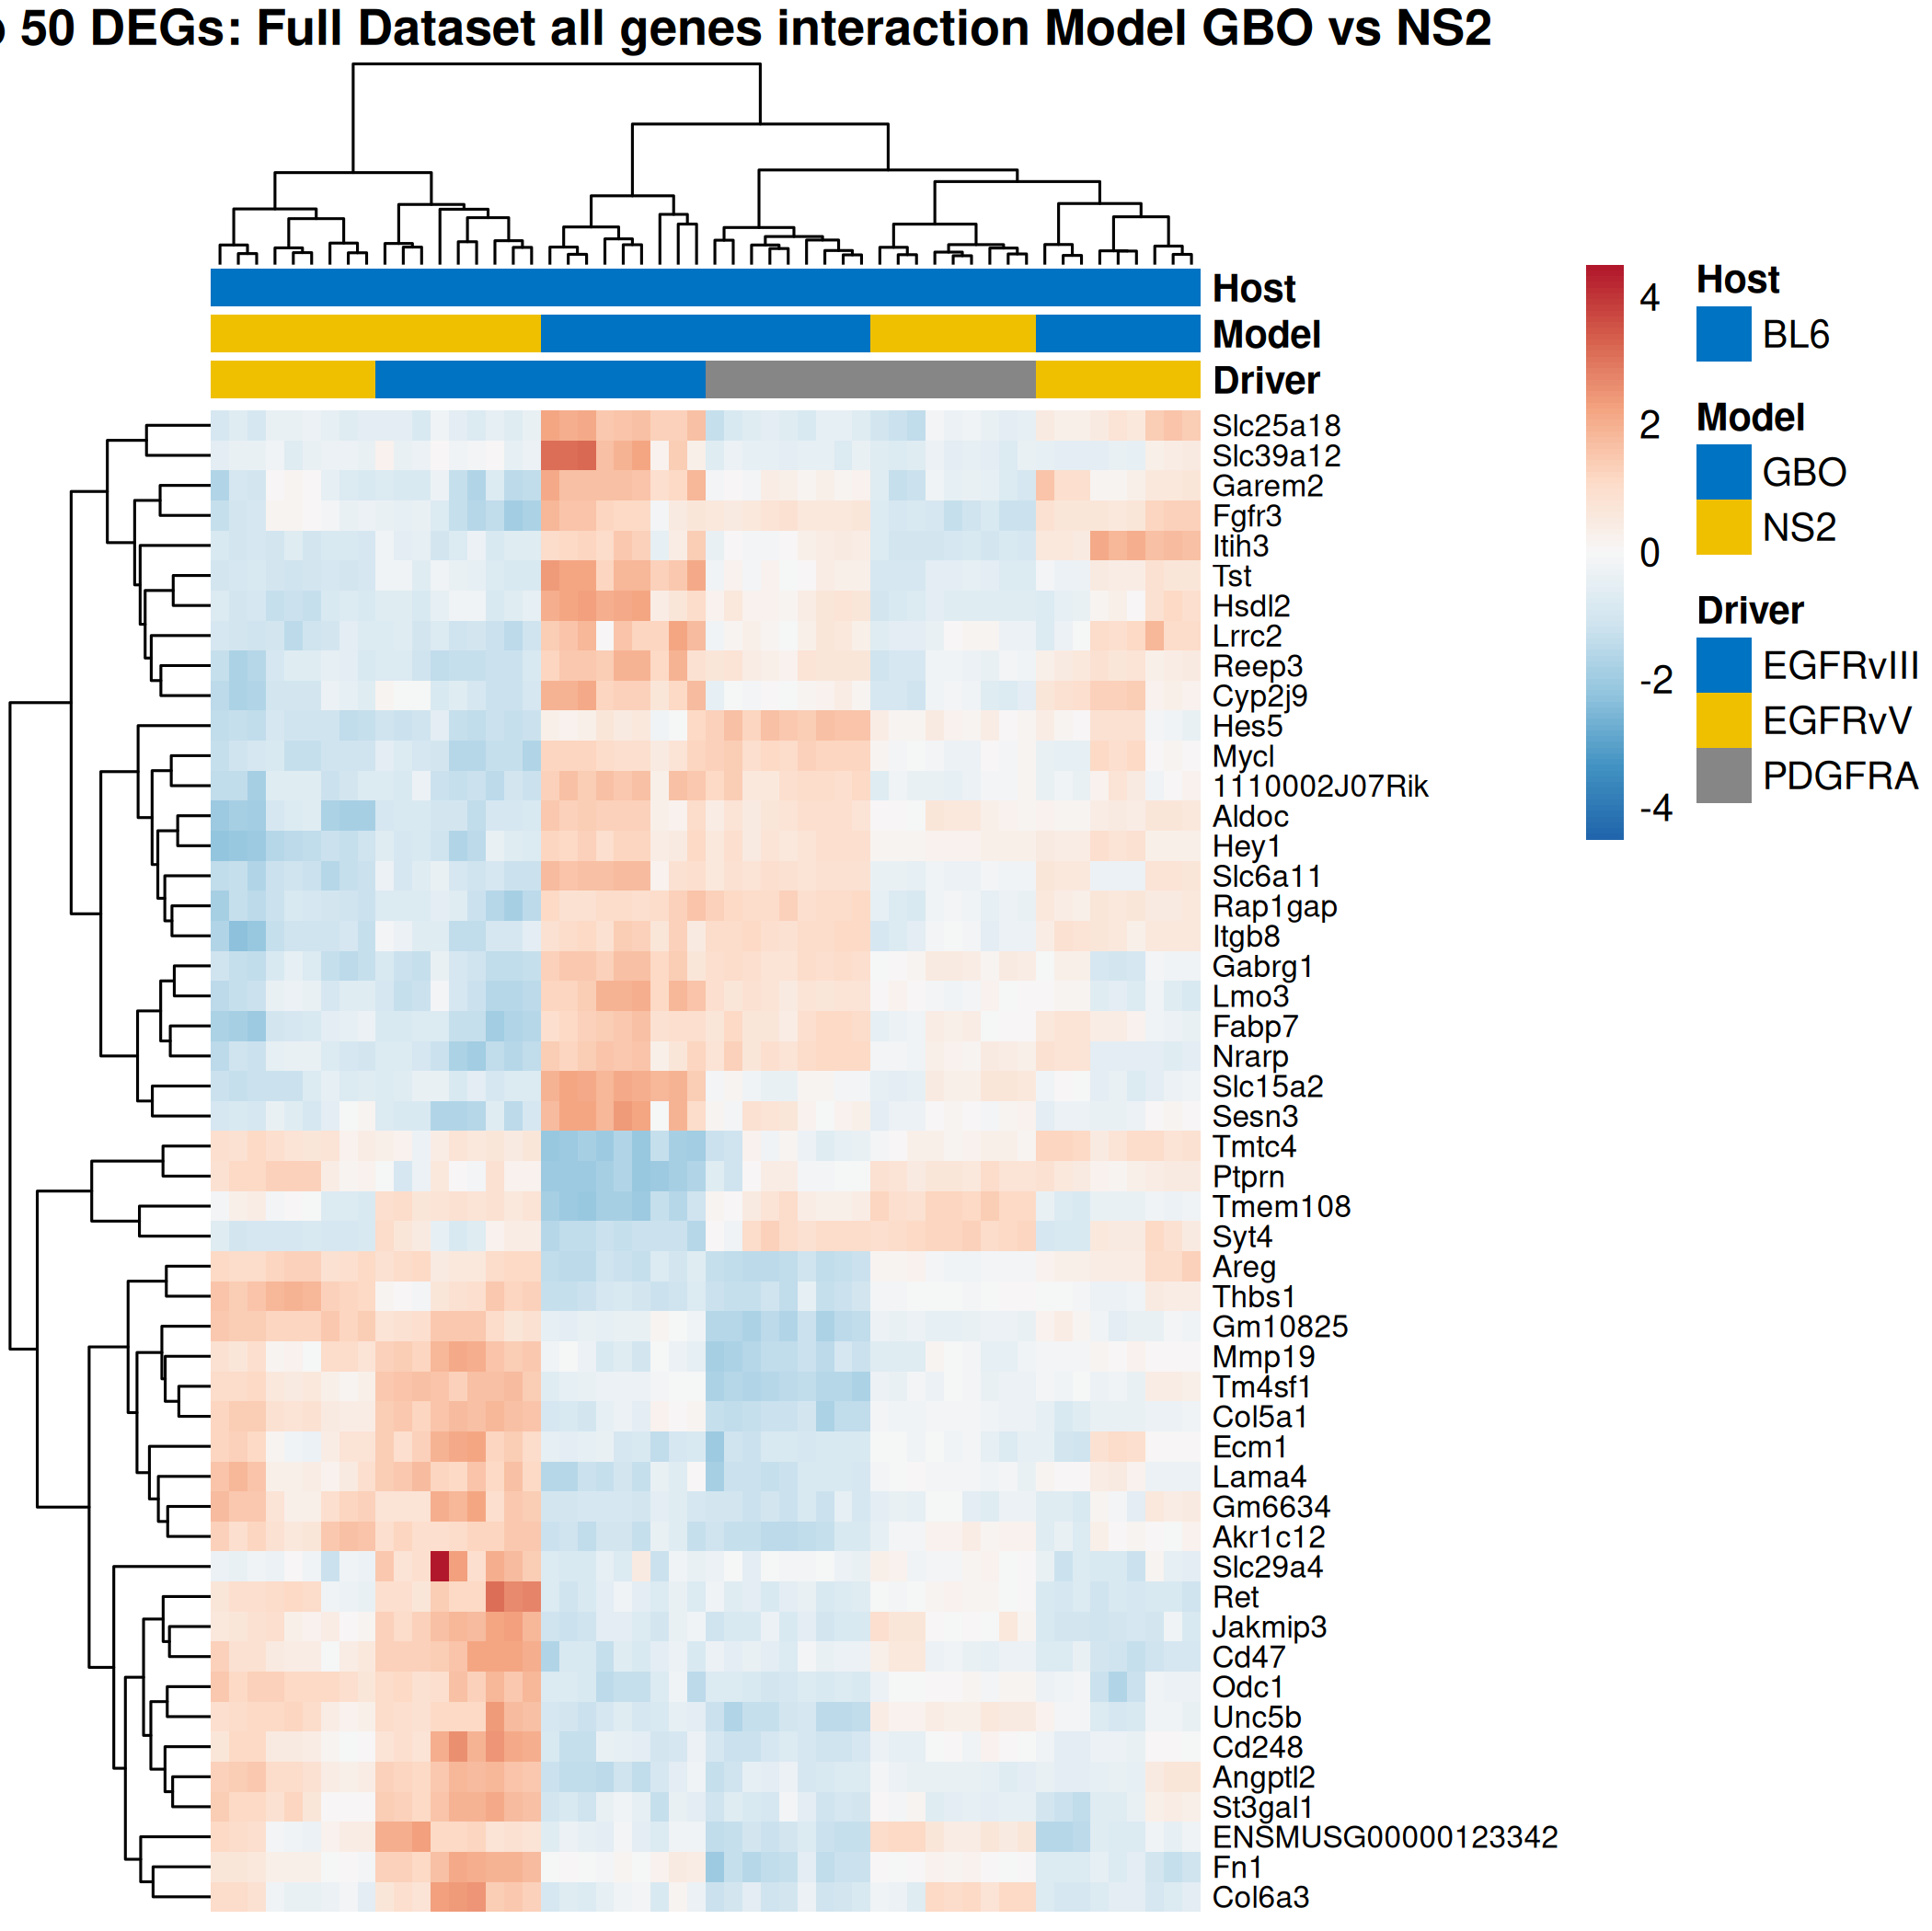 50 DEGs: Full Dataset all genes interaction Model GBO vs NS2
Host
Model
Driver
Slc25a18
Slc39a12
Garem2
Fgfr3
Itih3
Tst
Hsdl2
Lrrc2
Reep3
Cyp2j9
Hes5
Mycl
1110002J07Rik
Aldoc
Hey1
Slc6a11
Rap1gap
Itgb8
Gabrg1
Lmo3
Fabp7
Nrarp
Slc15a2
Sesn3
Tmtc4
Ptprn
Tmem108
Syt4
Areg
Thbs1
Gm10825
Mmp19
Tm4sf1
Col5a1
Ecm1
Lama4
Gm6634
Akr1c12
Slc29a4
Ret
Jakmip3
Cd47
Odc1
Unc5b
Cd248
Angptl2
St3gal1
ENSMUSG00000123342
Fn1
Col6a3
4
2
0
-2
-4
Host
BL6
Model
GBO
NS2
Driver
EGFRvIII
EGFRvV
PDGFRA